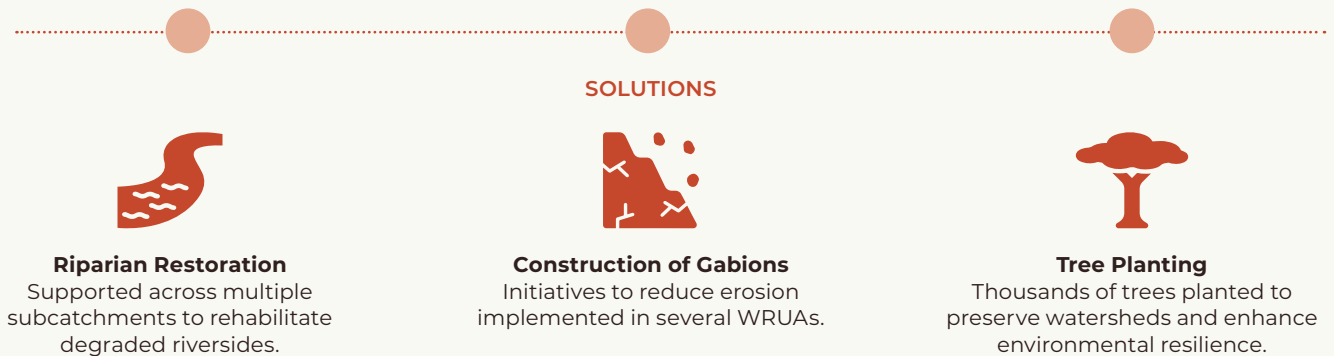 SOLUTIONS
Riparian Restoration
Supported across multiple
subcatchments to rehabilitate
degraded riversides.
Construction of Gabions
Initiatives to reduce erosion
implemented in several WRUAs.
Tree Planting
Thousands of trees planted to
preserve watersheds and enhance
environmental resilience.